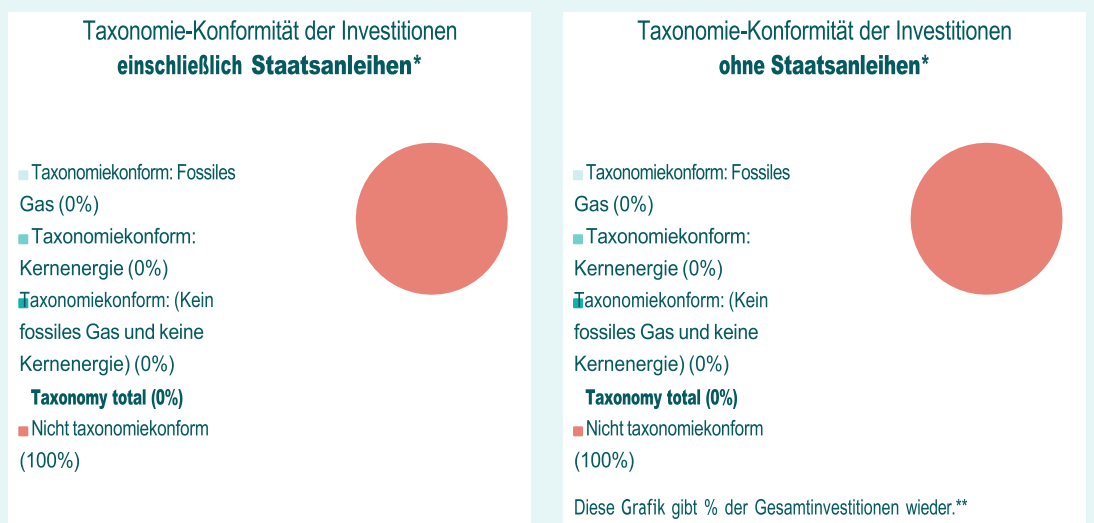 Taxonomie-Konformität der Investitionen
einschließlich Staatsanleihen*
Taxonomiekonform: Fossiles
Gas (0%)
Taxonomiekonform:
Kernenergie (0%)
Taxonomiekonform: (Kein
fossiles Gas und keine
Kernenergie) (0%)
Taxonomy total (0%)
Nicht taxonomiekonform
(100%)
Taxonomie-Konformität der Investitionen
ohne Staatsanleihen*
Taxonomiekonform: Fossiles
Gas (0%)
Taxonomiekonform:
Kernenergie (0%)
Taxonomiekonform: (Kein
fossiles Gas und keine
Kernenergie) (0%)
Taxonomy total (0%)
Nicht taxonomiekonform
(100%)
Diese Grafik gibt % der Gesamtinvestitionen wieder.**